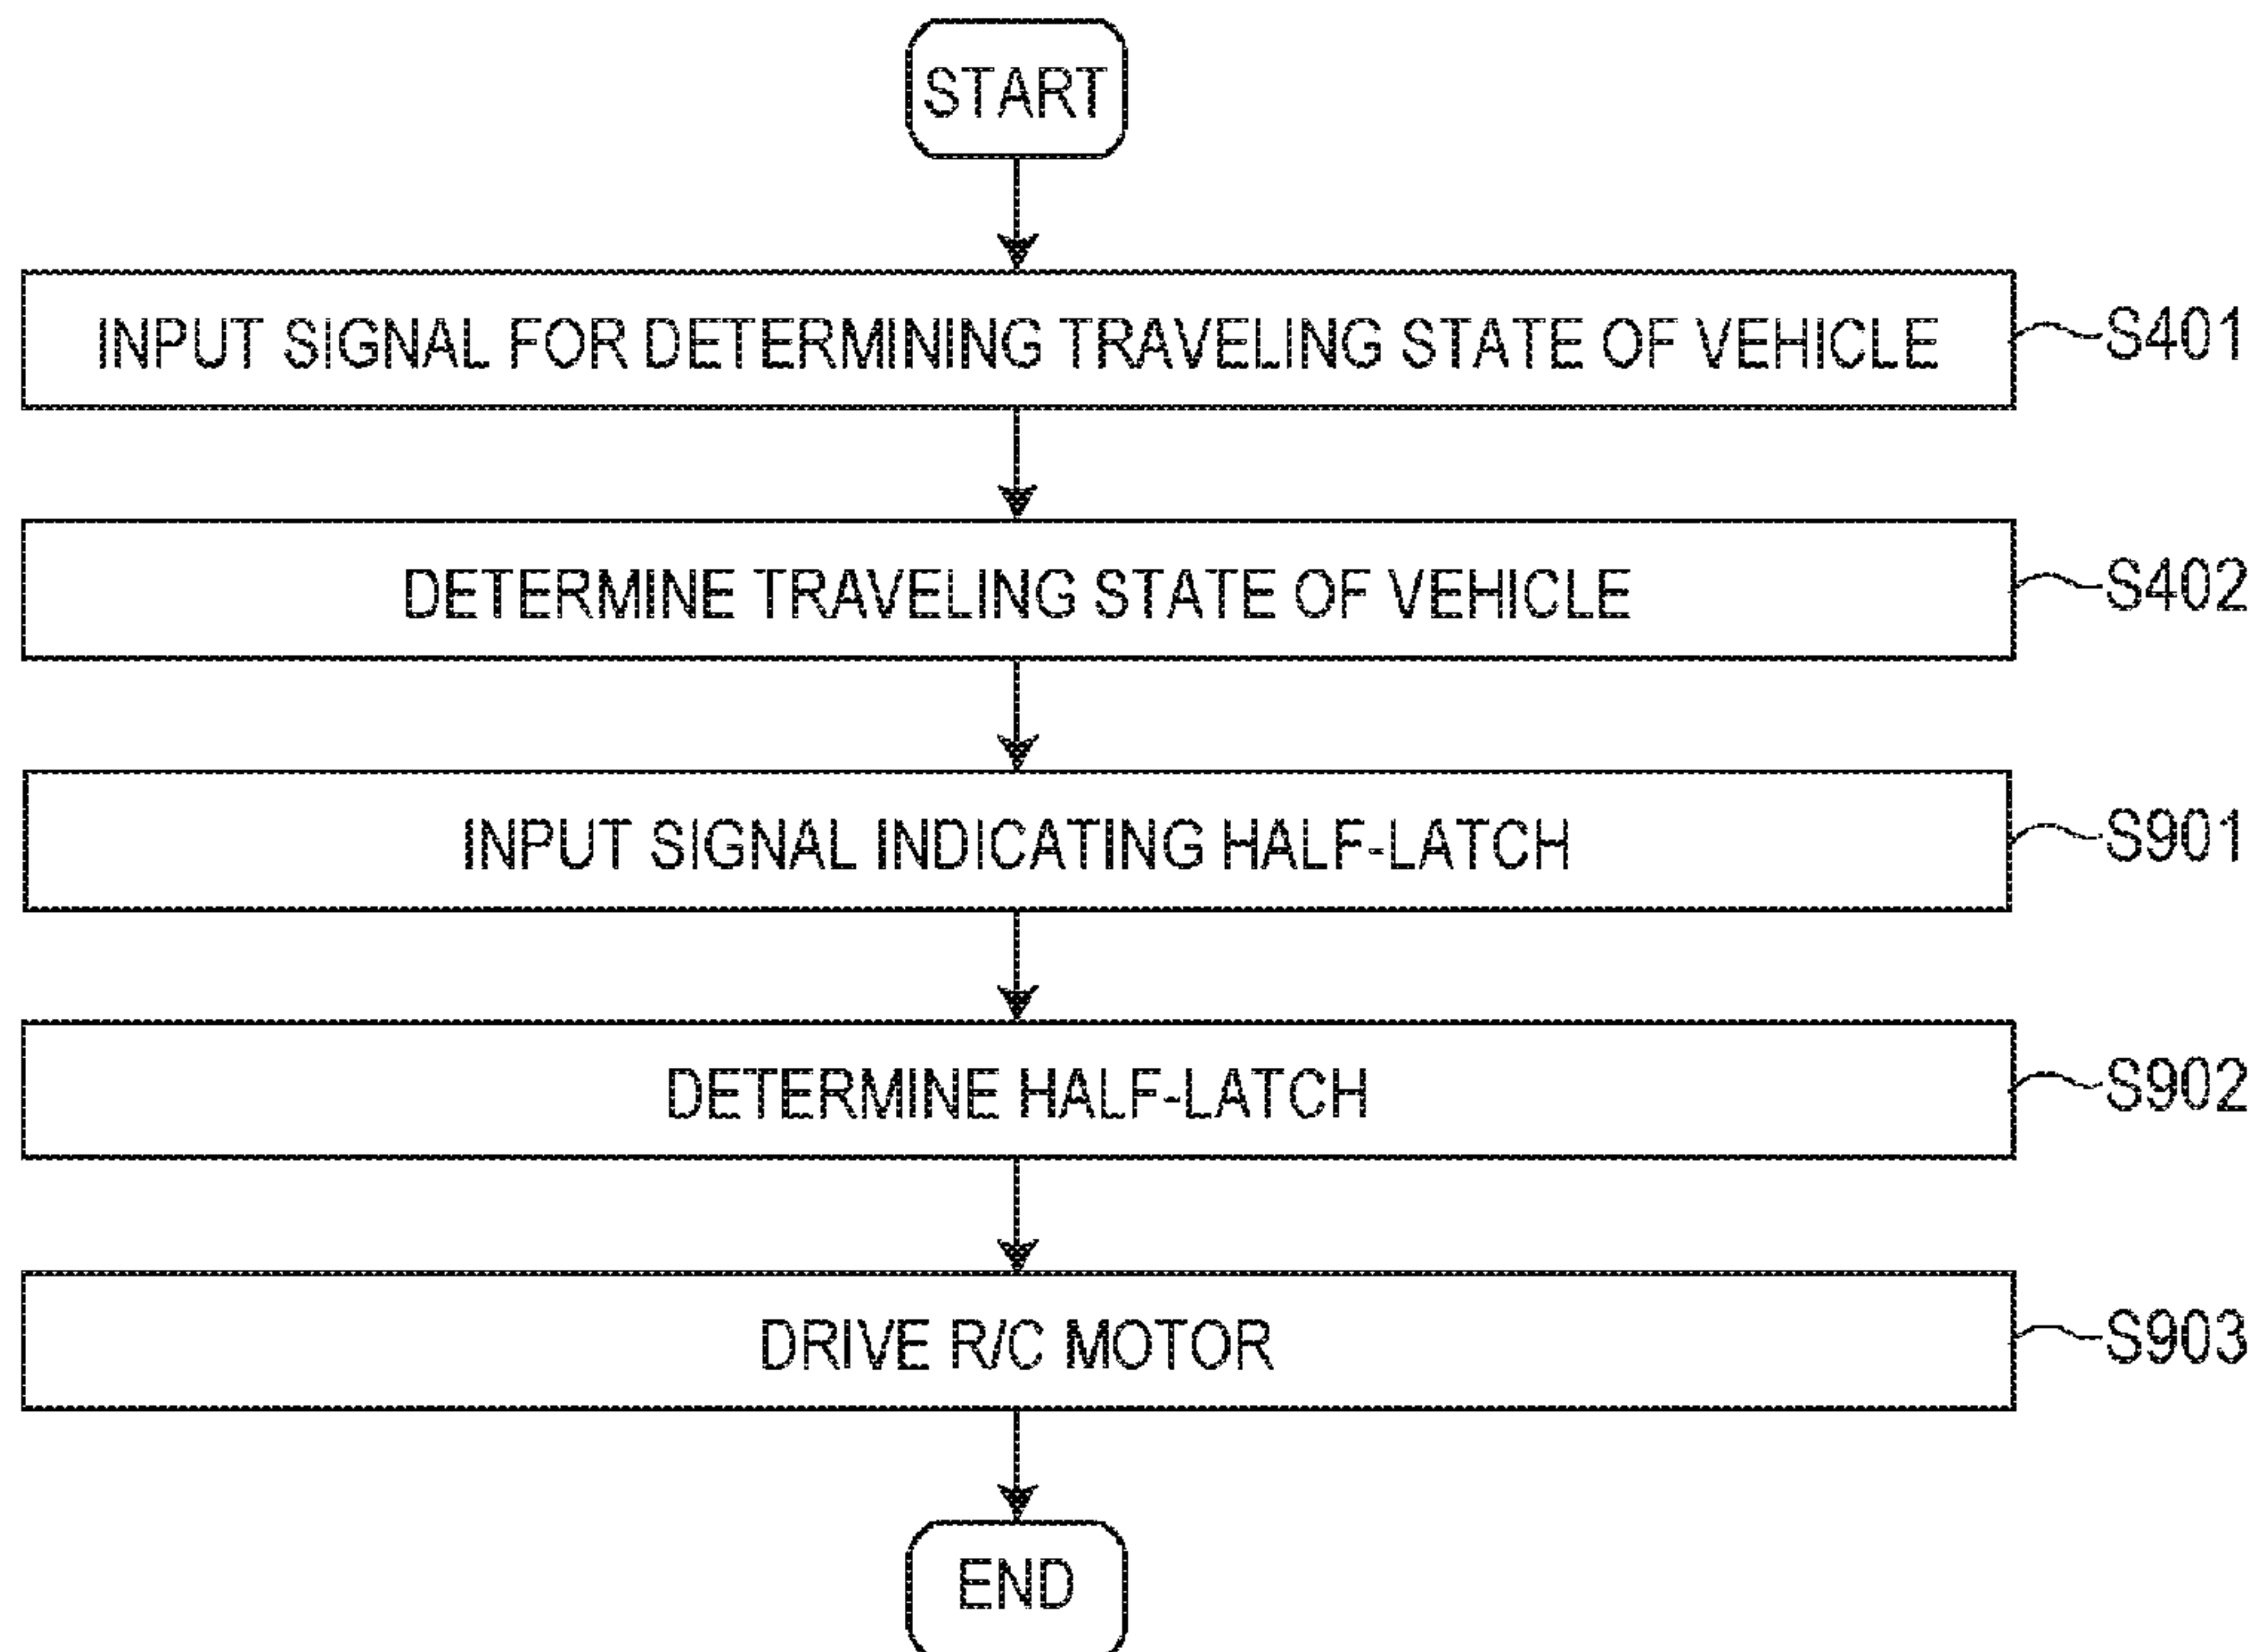 START
INPUT SIGNAL FOR DETERMINING TRAVELING STATE OF VEHICLE
S401
DETERMINE TRAVELING STATE OF VEHICLE
S402
INPUT SIGNAL INDICATING HALF-LATCH
S901
DETERMINE HALF-LATCH
S902
DRIVE R/C MOTOR
S903
END